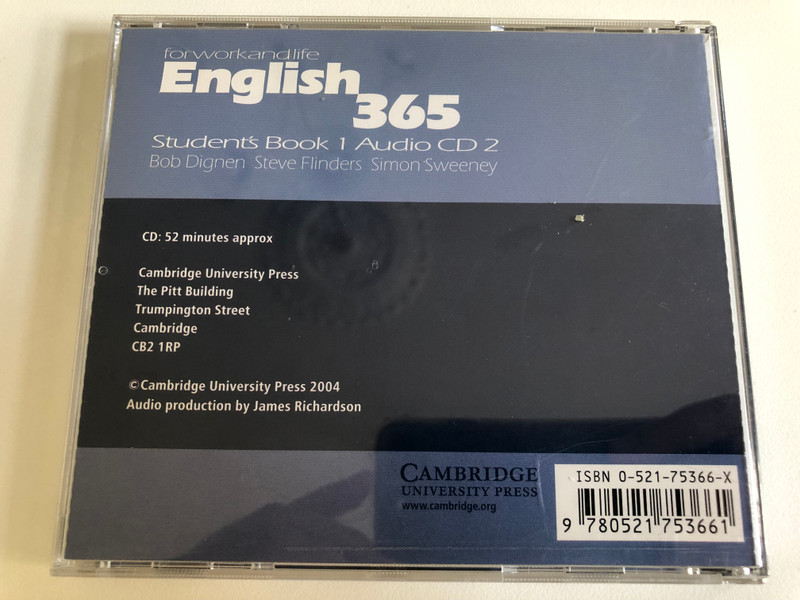 forworkandlife
English
365
Student's Book 1 Audio CD 2
Bob Dignen Steve Flinders Simon Sweeney
CD: 52 minutes approx
Cambridge University Press
The Pitt Building
Trumpington Street
Cambridge
CB2 1RP
© Cambridge University Press 2004
Audio production by James Richardson
CAMBRIDGE
UNIVERSITY PRESS
www.cambridge.org
ISBN 0-521-75366-X
9 780521 753661